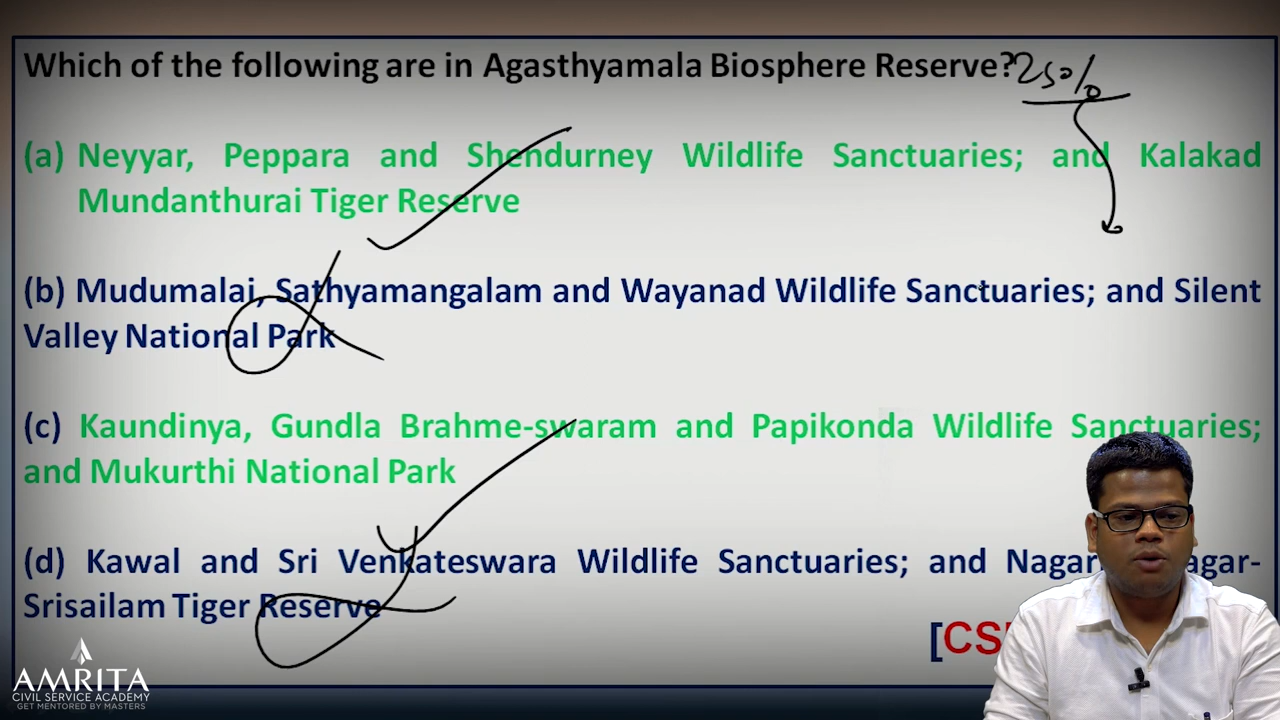 Which of the following are in Agasthyamala Biosphere Reserve? 250%
(a) Neyyar, Peppara and Shendurney Wildlife Sanctuaries; and Kalakad
Mundanthurai Tiger Reserve
(b) Mudumalai, Sathyamangalam and Wayanad Wildlife Sanctuaries; and Silent
Valley National Park
(c) Kaundinya, Gundla Brahme-swaram and Papikonda Wildlife Sanctuaries;
and Mukurthi National Park
(d) Kawal and Sri Venkateswara Wildlife Sanctuaries; and
Srisailam Tiger Reserve
AMRITA
CIVIL SERVICE ACADEMY
GET MENTORED BY MASTERS